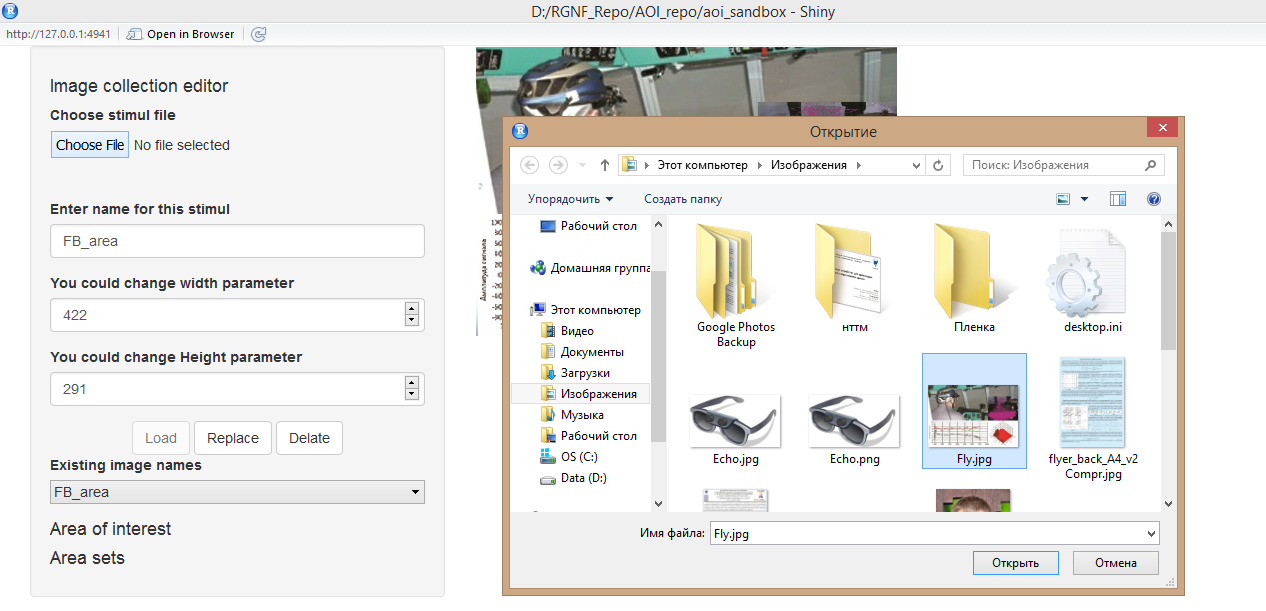 D:/RGNF_Repo/AOI_repo/aoi_sandbox - Shiny
http://127.0.0.1:4941
Open in Browser
Image collection editor
Choose stimul file
Choose File No file selected
Enter name for this stimul
FB_area
You could change width parameter
422
You could change Height parameter
291
Load Replace Delete
Existing image names
FB_area
Area of interest
Area sets
Амплитуда сигнала
Открытие
Этот компьютер Изображения
Поиск: Изображения
Упорядочить Создать папку
Рабочий стол
Домашняя группа
Этот компьютер
Видео
Документы
Загрузки
Изображения
Музыка
Рабочий стол
OS (C:)
Data (D:)
Google Photos
Backup
нттм
Пленка
desktop.ini
Echo.jpg
Echo.png
Fly.jpg
flyer_back_A4_v2
Compr.jpg
Имя файла: Fly.jpg
Открыть Отмена